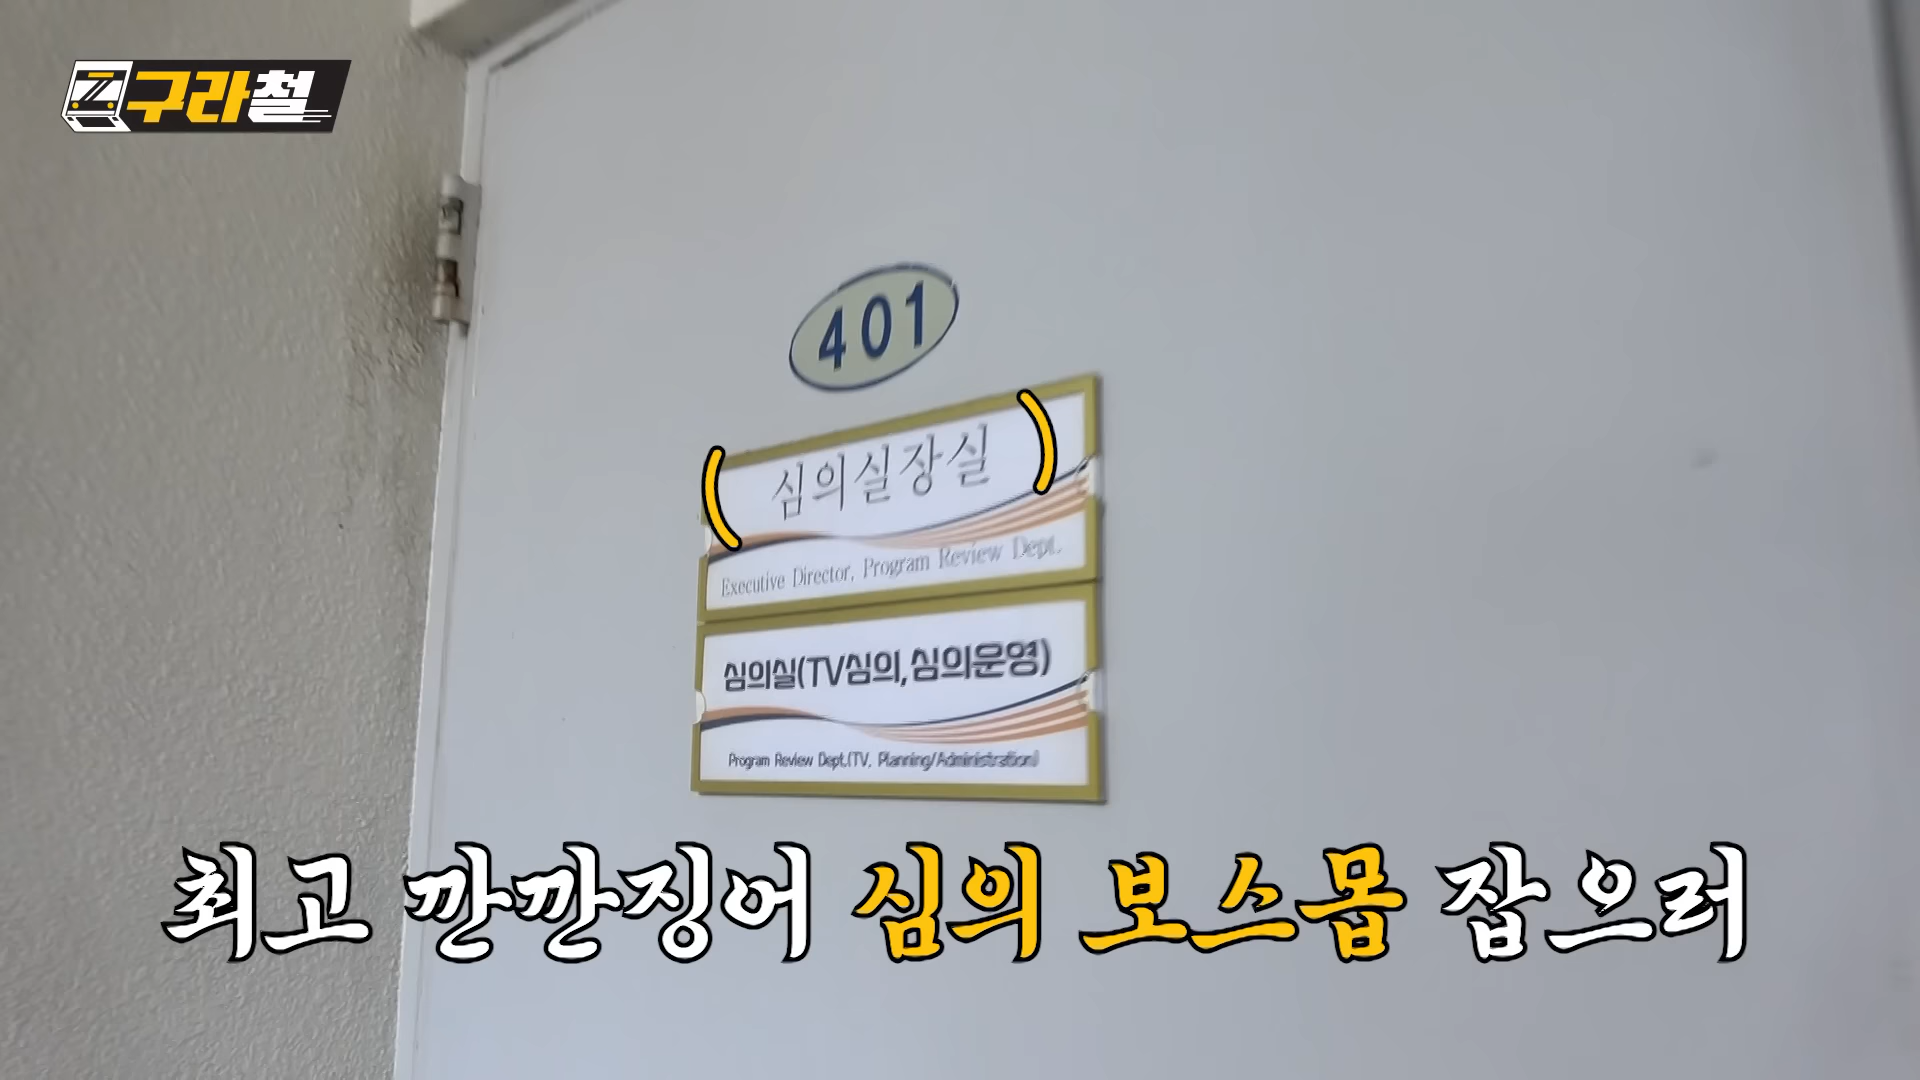 구라철
401
심의실장실
Executive Director, Program Review Dept.
심의실(TV심의,심의운영)
Program Review Dept.(TV, Planning/Administration)
최고 깐깐징어 심의 보스몹 잡으러